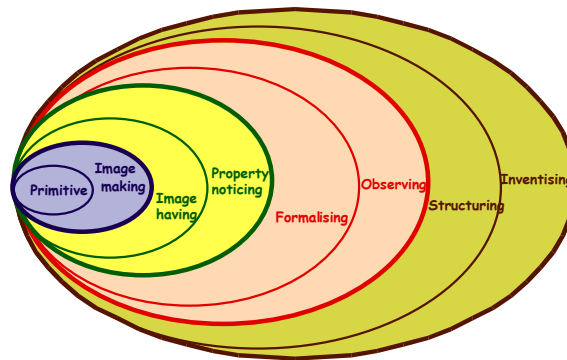 Primitive
Image
making
Image
having
Property
noticing
Formalising
Observing
Structuring
Inventising